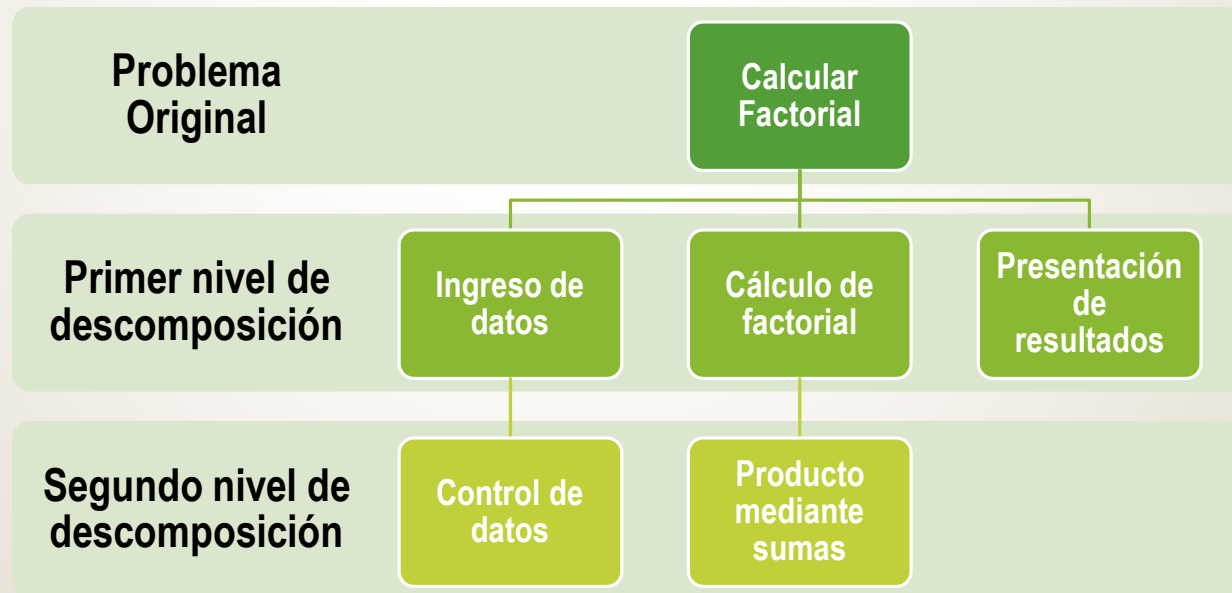 Problema
Original
Calcular
Factorial
Primer nivel de
descomposición
Ingreso de
datos
Cálculo de
factorial
Presentación
de
resultados
Segundo nivel de
descomposición
Control de
datos
Producto
mediante
sumas